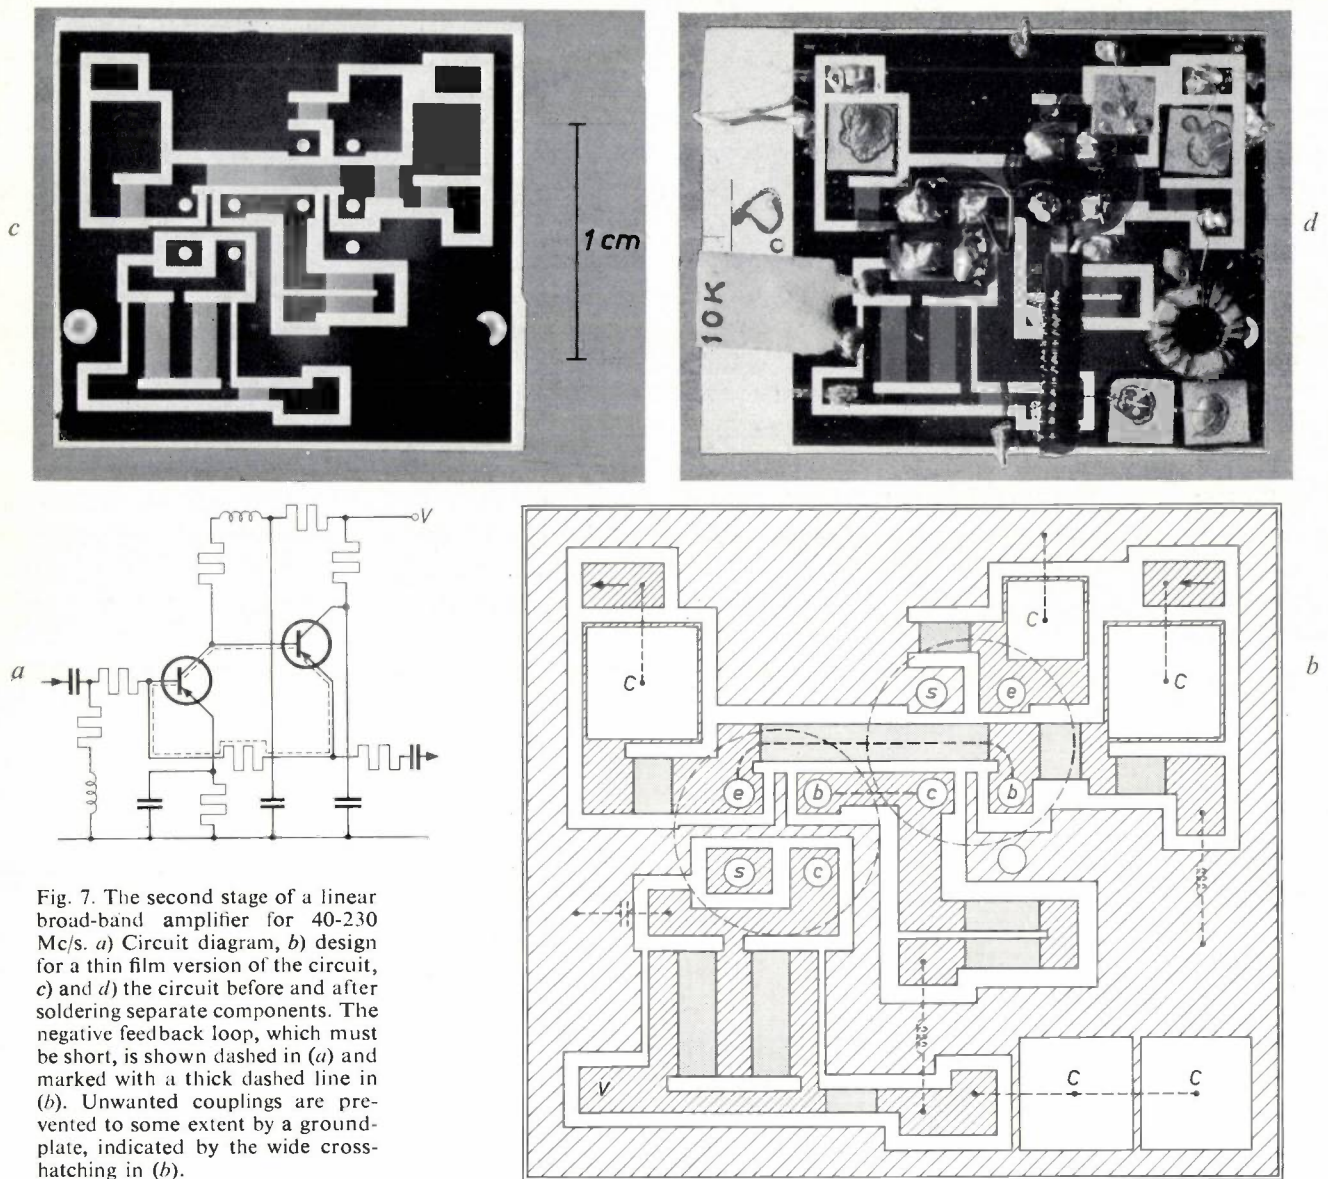 c
1 cm
C
10K
d
V
a
b
C
C
C
s
e
e
b
c
b
s
c
V
C
C
Fig. 7. The second stage of a linear
broad-band amplifier for 40-230
Mc/s. a) Circuit diagram, b) design
for a thin film version of the circuit,
c) and d) the circuit before and after
soldering separate components. The
negative feedback loop, which must
be short, is shown dashed in (a) and
marked with a thick dashed line in
(b). Unwanted couplings are pre-
vented to some extent by a ground-
plate, indicated by the wide cross-
hatching in (b).